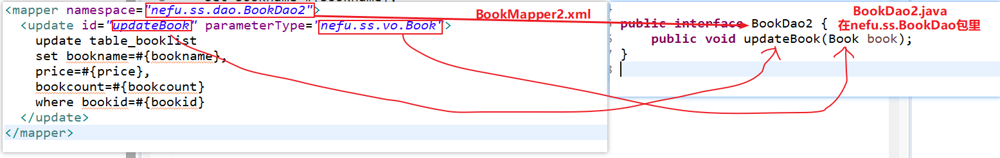 <mapper namespace="nefu.ss.dao.BookDao2">
<update id="updateBook" parameterType="nefu.ss.vo.Book">
update table_booklist
set bookname=#{bookname},
price=#{price},
bookcount=#{bookcount}
where bookid=#{bookid}
</update>
</mapper>
BookMapper2.xml
BookDao2.java
在nefu.ss.BookDao包里
public interface BookDao2 {
public void updateBook(Book book);
}